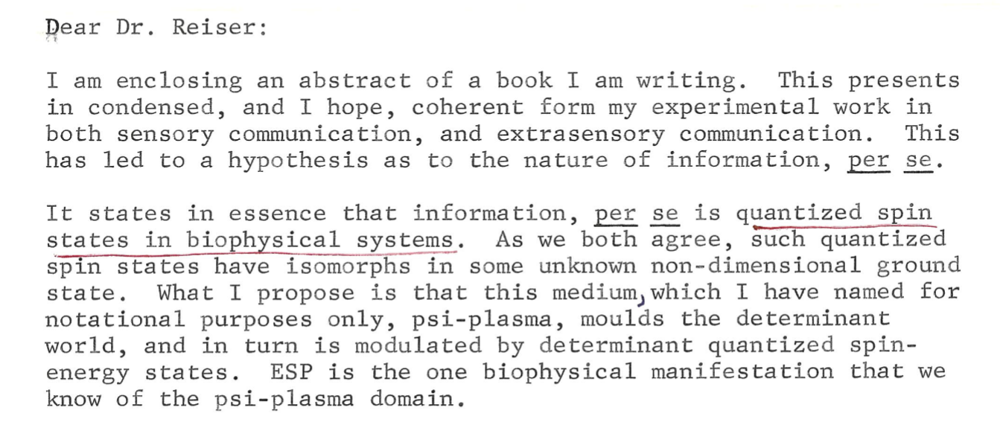 Dear Dr. Reiser:
I am enclosing an abstract of a book I am writing.  This presents
in condensed, and I hope, coherent form my experimental work in
both sensory communication, and extrasensory communication.  This
has led to a hypothesis as to the nature of information, per se.
It states in essence that information, per se is quantized spin
states in biophysical systems.  As we both agree, such quantized
spin states have isomorphs in some unknown non-dimensional ground
state.  What I propose is that this medium, which I have named for
notational purposes only, psi-plasma, moulds the determinant
world, and in turn is modulated by determinant quantized spin-
energy states.  ESP is the one biophysical manifestation that we
know of the psi-plasma domain.